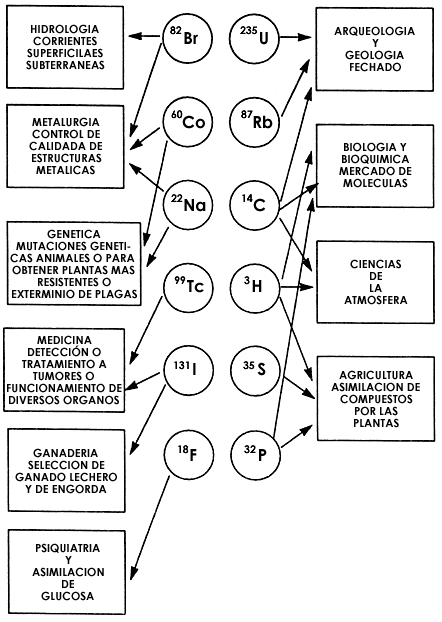 HIDROLOGIA
CORRIENTES
SUPERFICILAES
SUBTERRANEAS
METALURGIA
CONTROL DE
CALIDADA DE
ESTRUCTURAS
METALICAS
GENETICA
MUTACIONES GENETI-
CAS ANIMALES O PARA
OBTENER PLANTAS MAS
RESISTENTES O
EXTERMINIO DE PLAGAS
MEDICINA
DETECCIÓN O
TRATAMIENTO A
TUMORES O
FUNCIONAMIENTO DE
DIVERSOS ORGANOS
GANADERIA
SELECCION DE
GANADO LECHERO
Y DE ENGORDA
PSIQUIATRIA
Y
ASIMILACION
DE
GLUCOSA
⁸²Br
⁶⁰Co
²²Na
⁹⁹Tc
¹³¹I
¹⁸F
²³⁵U
⁸⁷Rb
¹⁴C
³H
³⁵S
³²P
ARQUEOLOGIA
Y
GEOLOGIA
FECHADO
BIOLOGIA Y
BIOQUIMICA
MERCADO DE
MOLECULAS
CIENCIAS
DE
LA
ATMOSFERA
AGRICULTURA
ASIMILACION DE
COMPUESTOS
POR LAS
PLANTAS